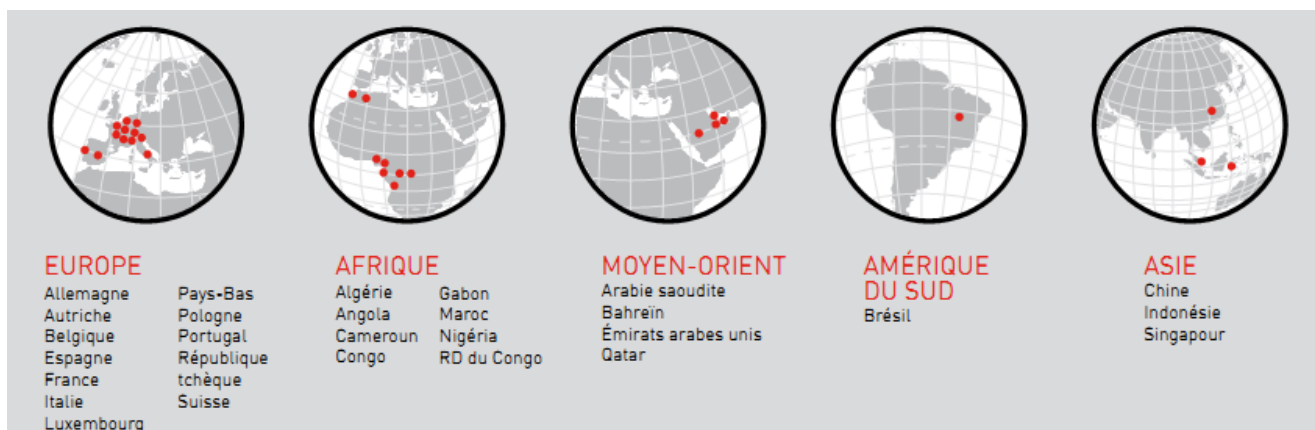 EUROPE
Allemagne
Autriche
Belgique
Espagne
France
Italie
Luxembourg
Pays-Bas
Pologne
Portugal
République
tchèque
Suisse
AFRIQUE
Algérie
Angola
Cameroun
Congo
Gabon
Maroc
Nigéria
RD du Congo
MOYEN-ORIENT
Arabie saoudite
Bahreïn
Émirats arabes unis
Qatar
AMÉRIQUE
DU SUD
Brésil
ASIE
Chine
Indonésie
Singapour